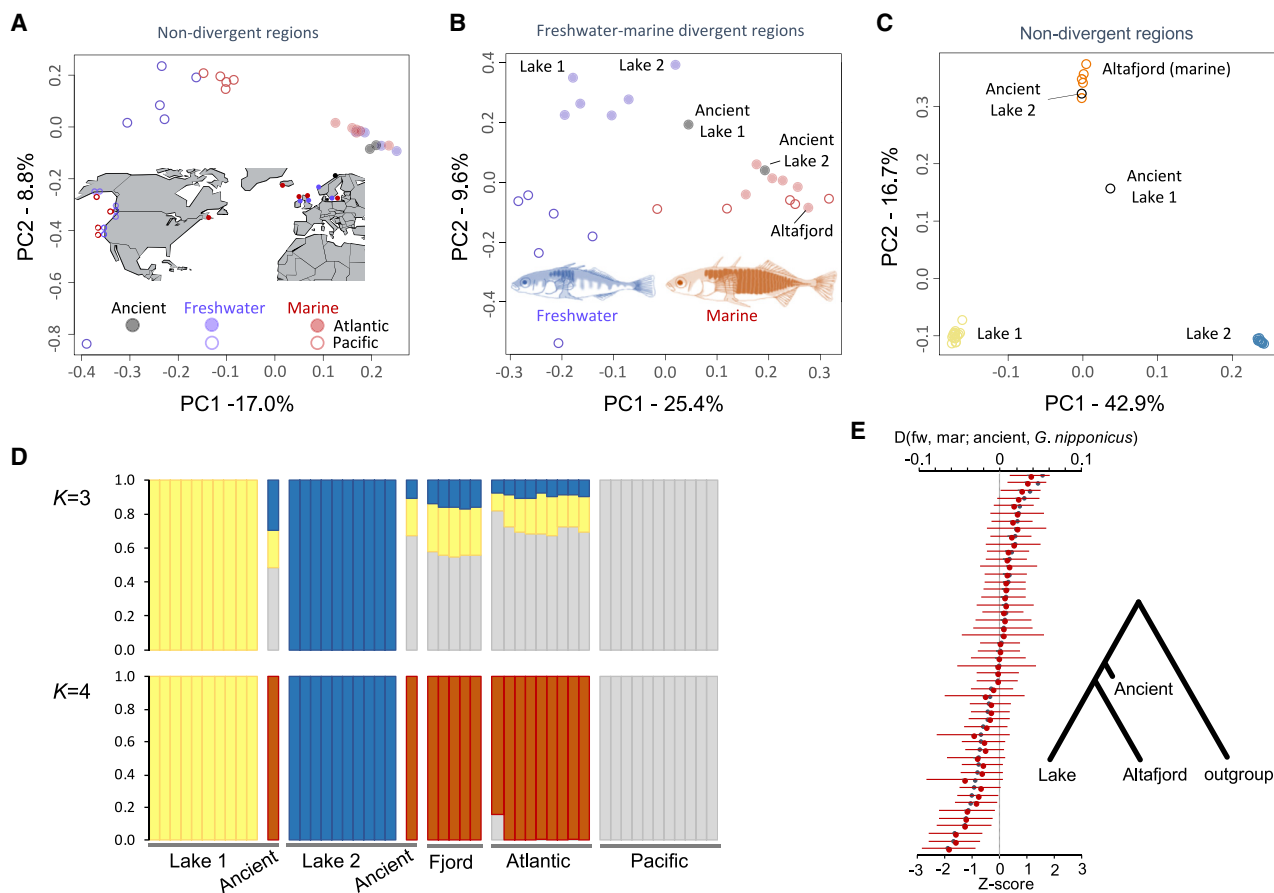 A
Non-divergent regions
PC2 - 8.8%
0.2
0.0
-0.2
-0.4
-0.6
-0.8
Ancient
Freshwater
Marine
Atlantic
Pacific
-0.4 -0.3 -0.2 -0.1 0.0 0.1 0.2
PC1 -17.0%
B
Freshwater-marine divergent regions
PC2 - 9.6%
0.4
0.2
0.0
-0.2
-0.4
Lake 1
Lake 2
Ancient
Lake 1
Ancient
Lake 2
Altafjord
Freshwater
Marine
-0.3 -0.2 -0.1 0.0 0.1 0.2 0.3
PC1 - 25.4%
C
Non-divergent regions
PC2 - 16.7%
0.3
0.2
0.1
0.0
-0.1
Altafjord (marine)
Ancient
Lake 2
Ancient
Lake 1
Lake 1
Lake 2
-0.1 0.0 0.1 0.2
PC1 - 42.9%
D
K=3
1.0
0.8
0.6
0.4
0.2
0.0
K=4
1.0
0.8
0.6
0.4
0.2
0.0
Lake 1
Ancient
Lake 2
Ancient
Fjord
Atlantic
Pacific
E
D(fw, mar; ancient, G. nipponicus)
-0.1 0 0.1
Ancient
Lake
Altafjord
outgroup
-3 -2 -1 0 1 2 3
Z-score